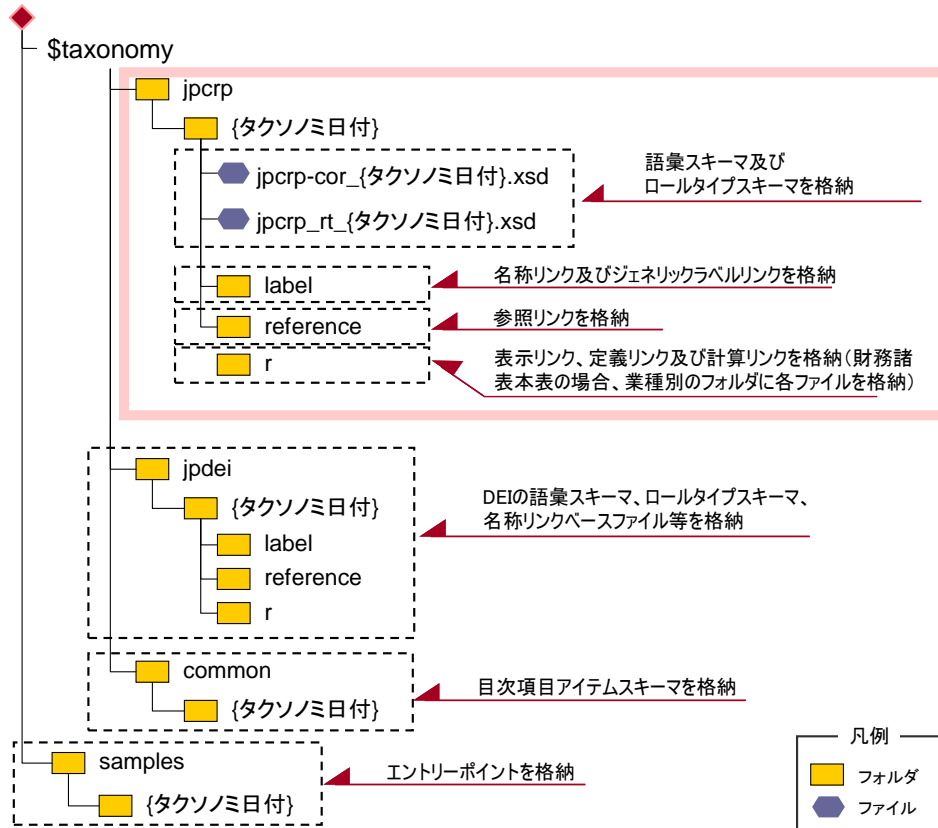 $taxonomy
jpcrp
{タクソノミ日付}
jpcrp-cor_{タクソノミ日付}.xsd
jpcrp_rt_{タクソノミ日付}.xsd
語彙スキーマ及び
ロールタイプスキーマを格納
label
名称リンク及びジェネリックラベルリンクを格納
reference
参照リンクを格納
r
表示リンク、定義リンク及び計算リンクを格納(財務諸
表本表の場合、業種別のフォルダに各ファイルを格納)
jpdei
{タクソノミ日付}
label
reference
r
DEIの語彙スキーマ、ロールタイプスキーマ、
名称リンクベースファイル等を格納
common
{タクソノミ日付}
目次項目アイテムスキーマを格納
samples
{タクソノミ日付}
エントリーポイントを格納
凡例
フォルダ
ファイル